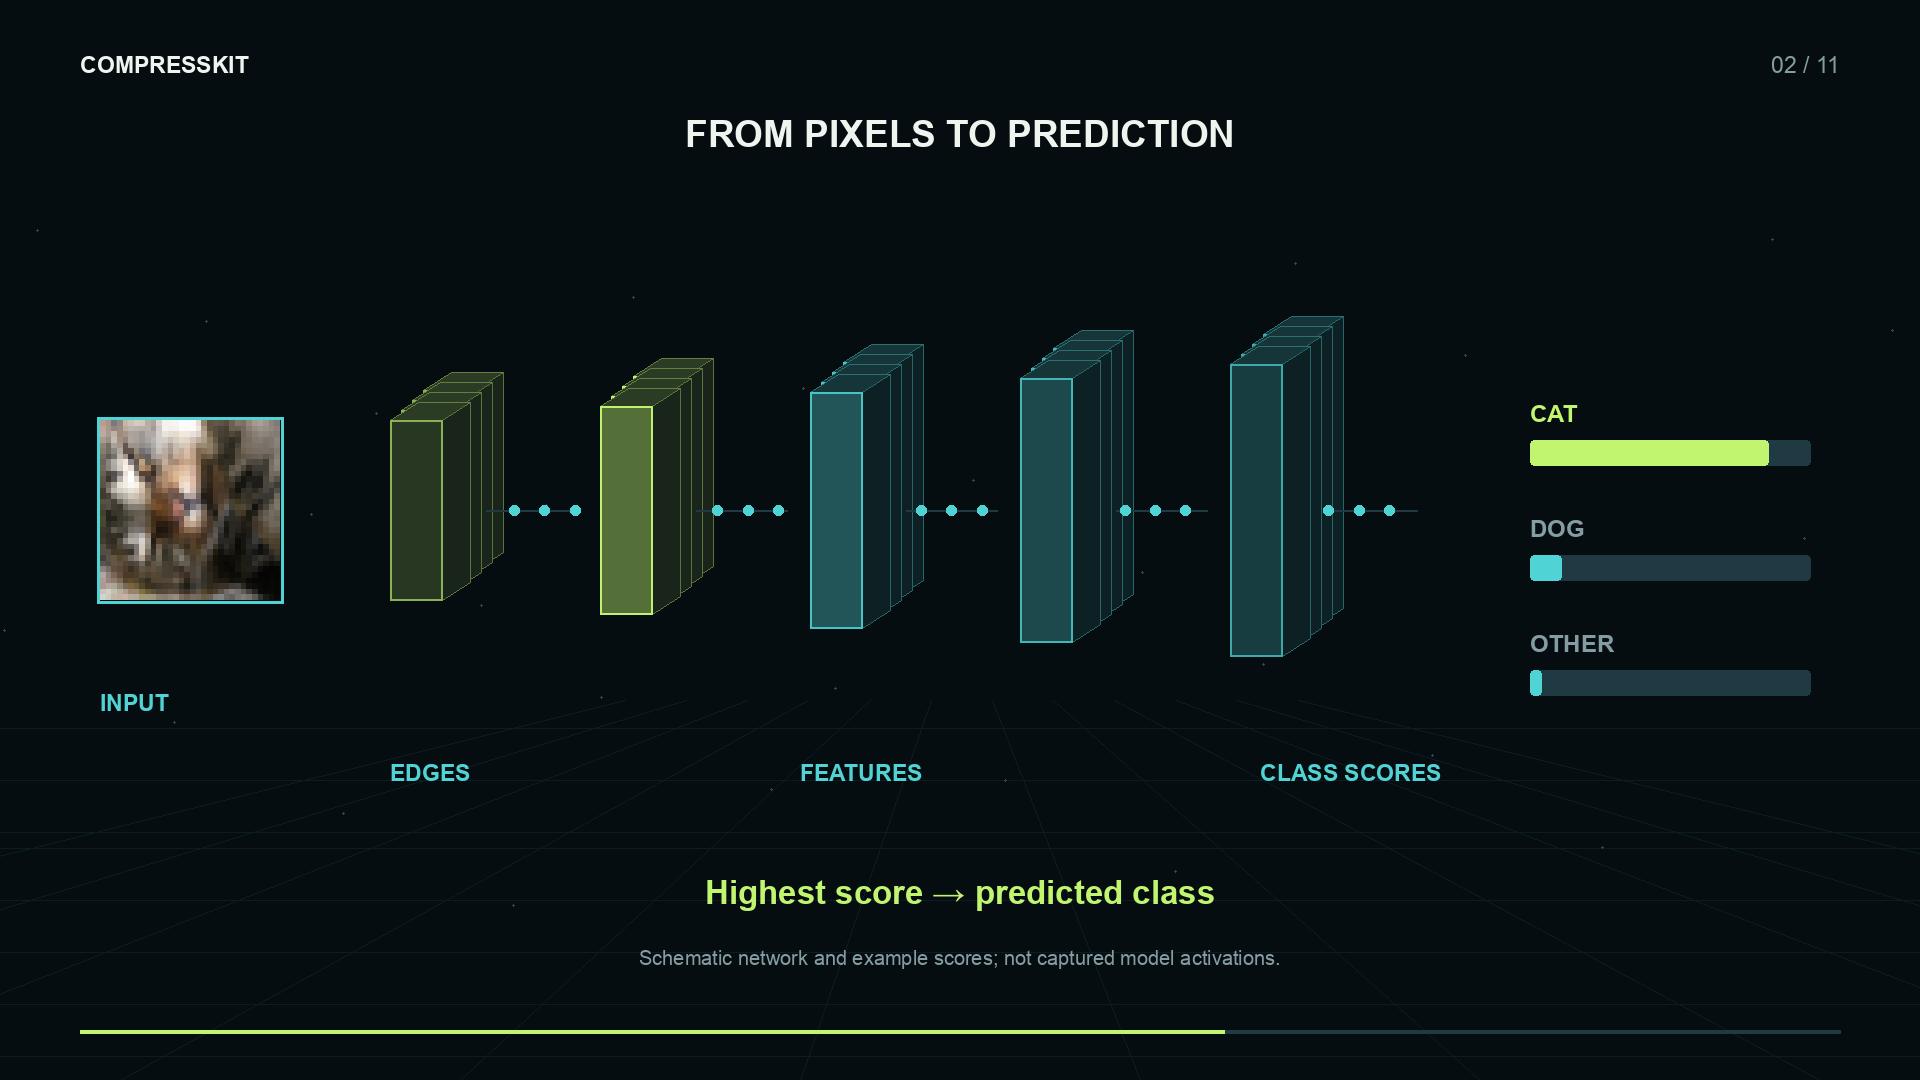 COMPRESSKIT
02 / 11
FROM PIXELS TO PREDICTION
CAT
DOG
OTHER
INPUT
EDGES
FEATURES
CLASS SCORES
Highest score → predicted class
Schematic network and example scores; not captured model activations.